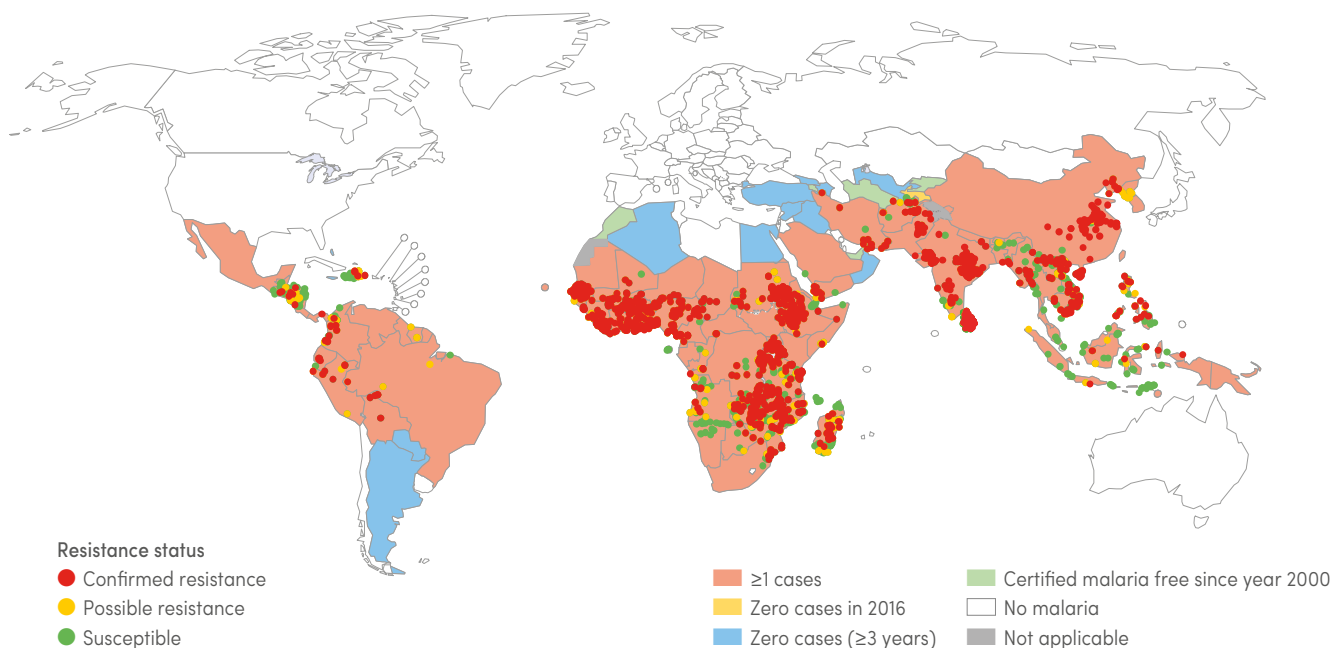 Resistance status
Confirmed resistance
Possible resistance
Susceptible
≥1 cases
Zero cases in 2016
Zero cases (≥3 years)
Certified malaria free since year 2000
No malaria
Not applicable